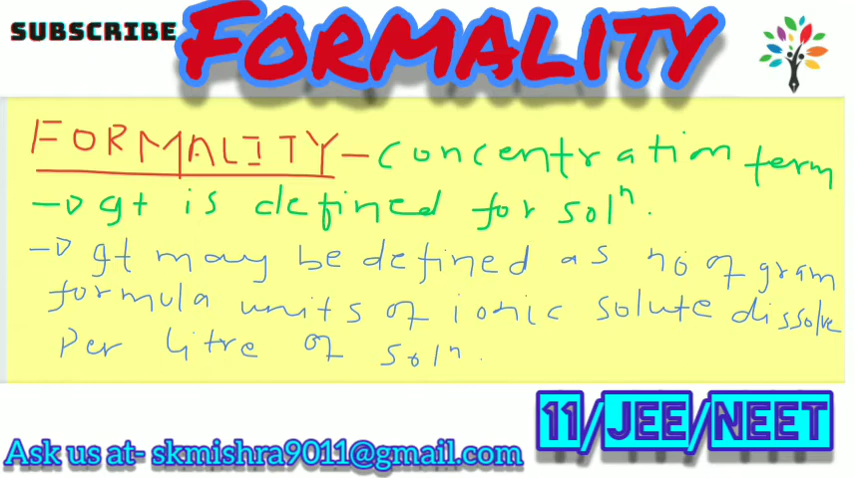 SUBSCRIBE
FORMALITY
FORMALITY - Concentration term
→ It is defined for solⁿ.
→ It may be defined as no of gram
formula units of ionic solute dissolve
Per litre of solⁿ.
11/JEE/NEET
Ask us at- skmishra9011@gmail.com